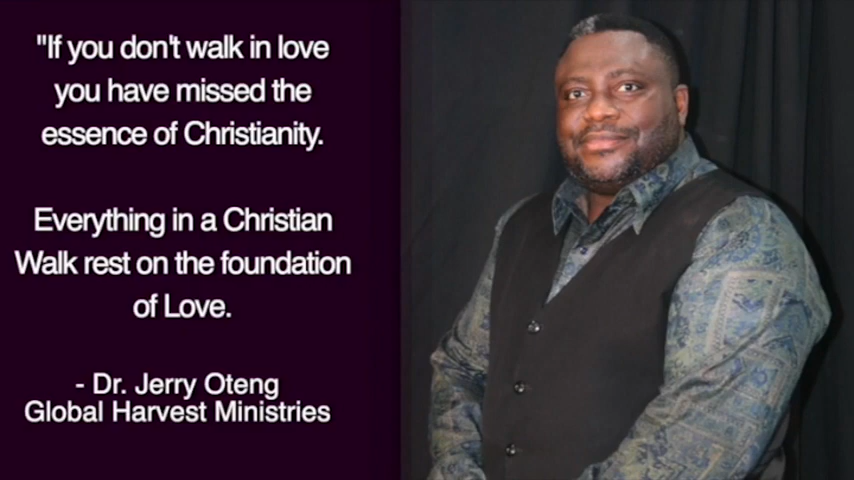 "If you don't walk in love
you have missed the
essence of Christianity.
Everything in a Christian
Walk rest on the foundation
of Love.
- Dr. Jerry Oteng
Global Harvest Ministries